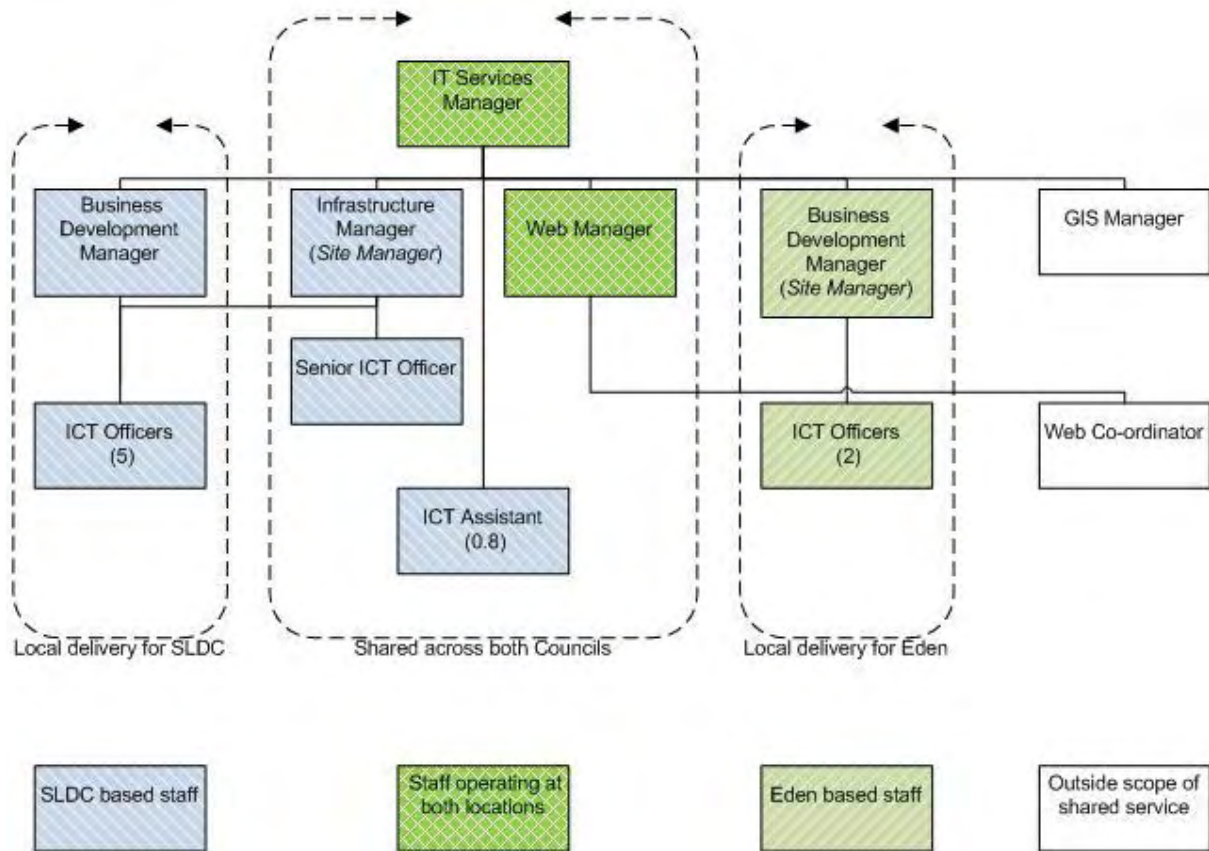 IT Services
Manager
Business
Development
Manager
Infrastructure
Manager
(Site Manager)
Web Manager
Business
Development
Manager
(Site Manager)
GIS Manager
Senior ICT Officer
ICT Officers
(5)
ICT Officers
(2)
Web Co-ordinator
ICT Assistant
(0.8)
Local delivery for SLDC
Shared across both Councils
Local delivery for Eden
SLDC based staff
Staff operating at
both locations
Eden based staff
Outside scope of
shared service